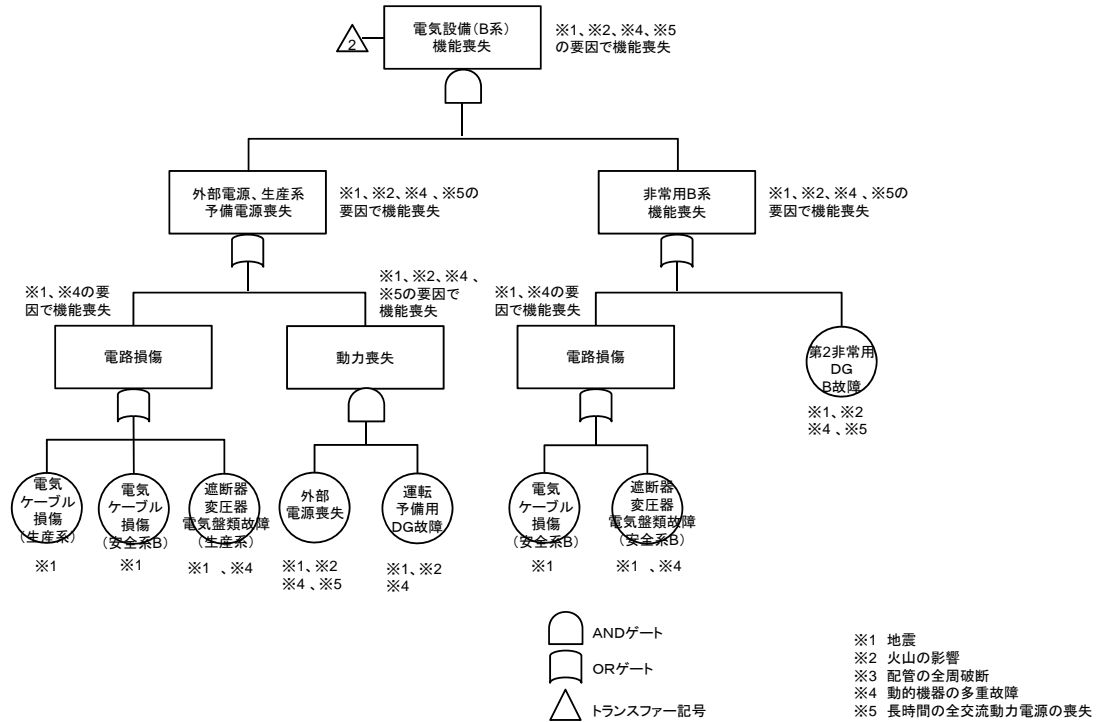 電気設備(B系)
機能喪失
2
※1、※2、※4、※5
の要因で機能喪失
外部電源、生産系
予備電源喪失
※1、※2、※4 、※5の
要因で機能喪失
非常用B系
機能喪失
※1、※2、※4 、※5の
要因で機能喪失
※1、※4の要
因で機能喪失
電路損傷
※1、※2、※4 、
※5の要因で
機能喪失
動力喪失
※1、※4の要
因で機能喪失
電路損傷
第2非常用
DG
B故障
※1、※2
※4 、※5
電気
ケーブル
損傷
(生産系)
※1
電気
ケーブル
損傷
(安全系B)
※1
遮断器
変圧器
電気盤類故障
(生産系)
※1 、※4
外部
電源喪失
※1、※2
※4 、※5
運転
予備用
DG故障
※1、※2
※4
電気
ケーブル
損傷
(安全系B)
※1
遮断器
変圧器
電気盤類故障
(安全系B)
※1 、※4
ANDゲート
ORゲート
トランスファー記号
※1 地震
※2 火山の影響
※3 配管の全周破断
※4 動的機器の多重故障
※5 長時間の全交流動力電源の喪失